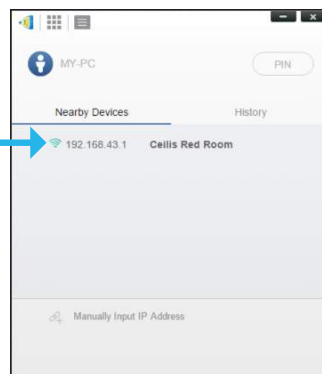 MY-PC
PIN
Nearby Devices History
192.168.43.1 Ceilis Red Room
Manually Input IP Address